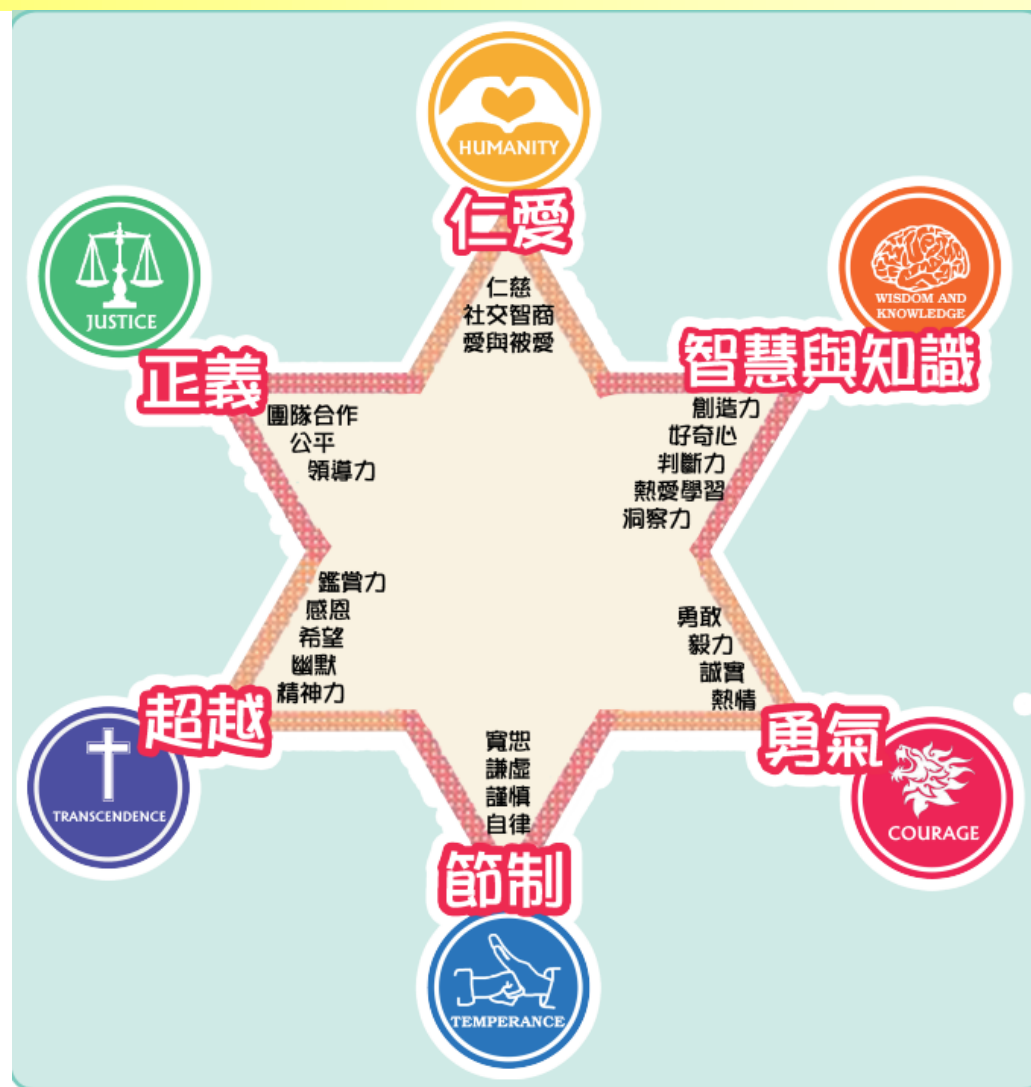 HUMANITY
仁愛
仁慈
社交智商
愛與被愛
WISDOM AND
KNOWLEDGE
智慧與知識
創造力
好奇心
判斷力
熱愛學習
洞察力
JUSTICE
正義
團隊合作
公平
領導力
鑑賞力
感恩
希望
幽默
精神力
超越
TRANSCENDENCE
勇敢
毅力
誠實
熱情
勇氣
COURAGE
寬恕
謙虛
謹慎
自律
節制
TEMPERANCE